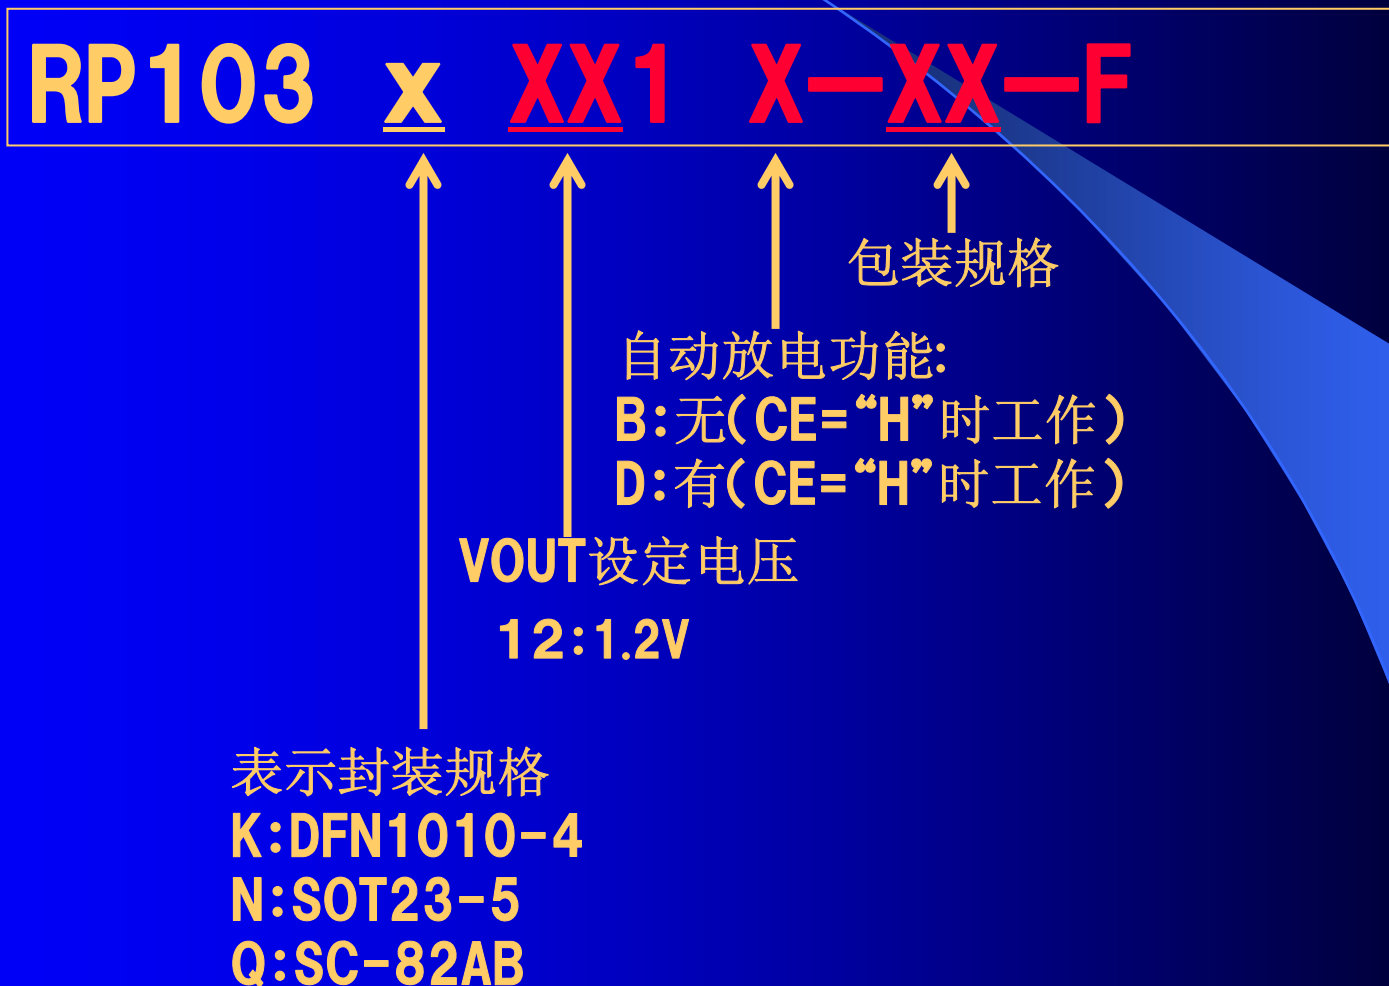 RP103 x XX1 X-XX-F
包装规格
自动放电功能:
B:无(CE=“H”时工作)
D:有(CE=“H”时工作)
VOUT设定电压
12:1.2V
表示封装规格
K:DFN1010-4
N:SOT23-5
Q:SC-82AB